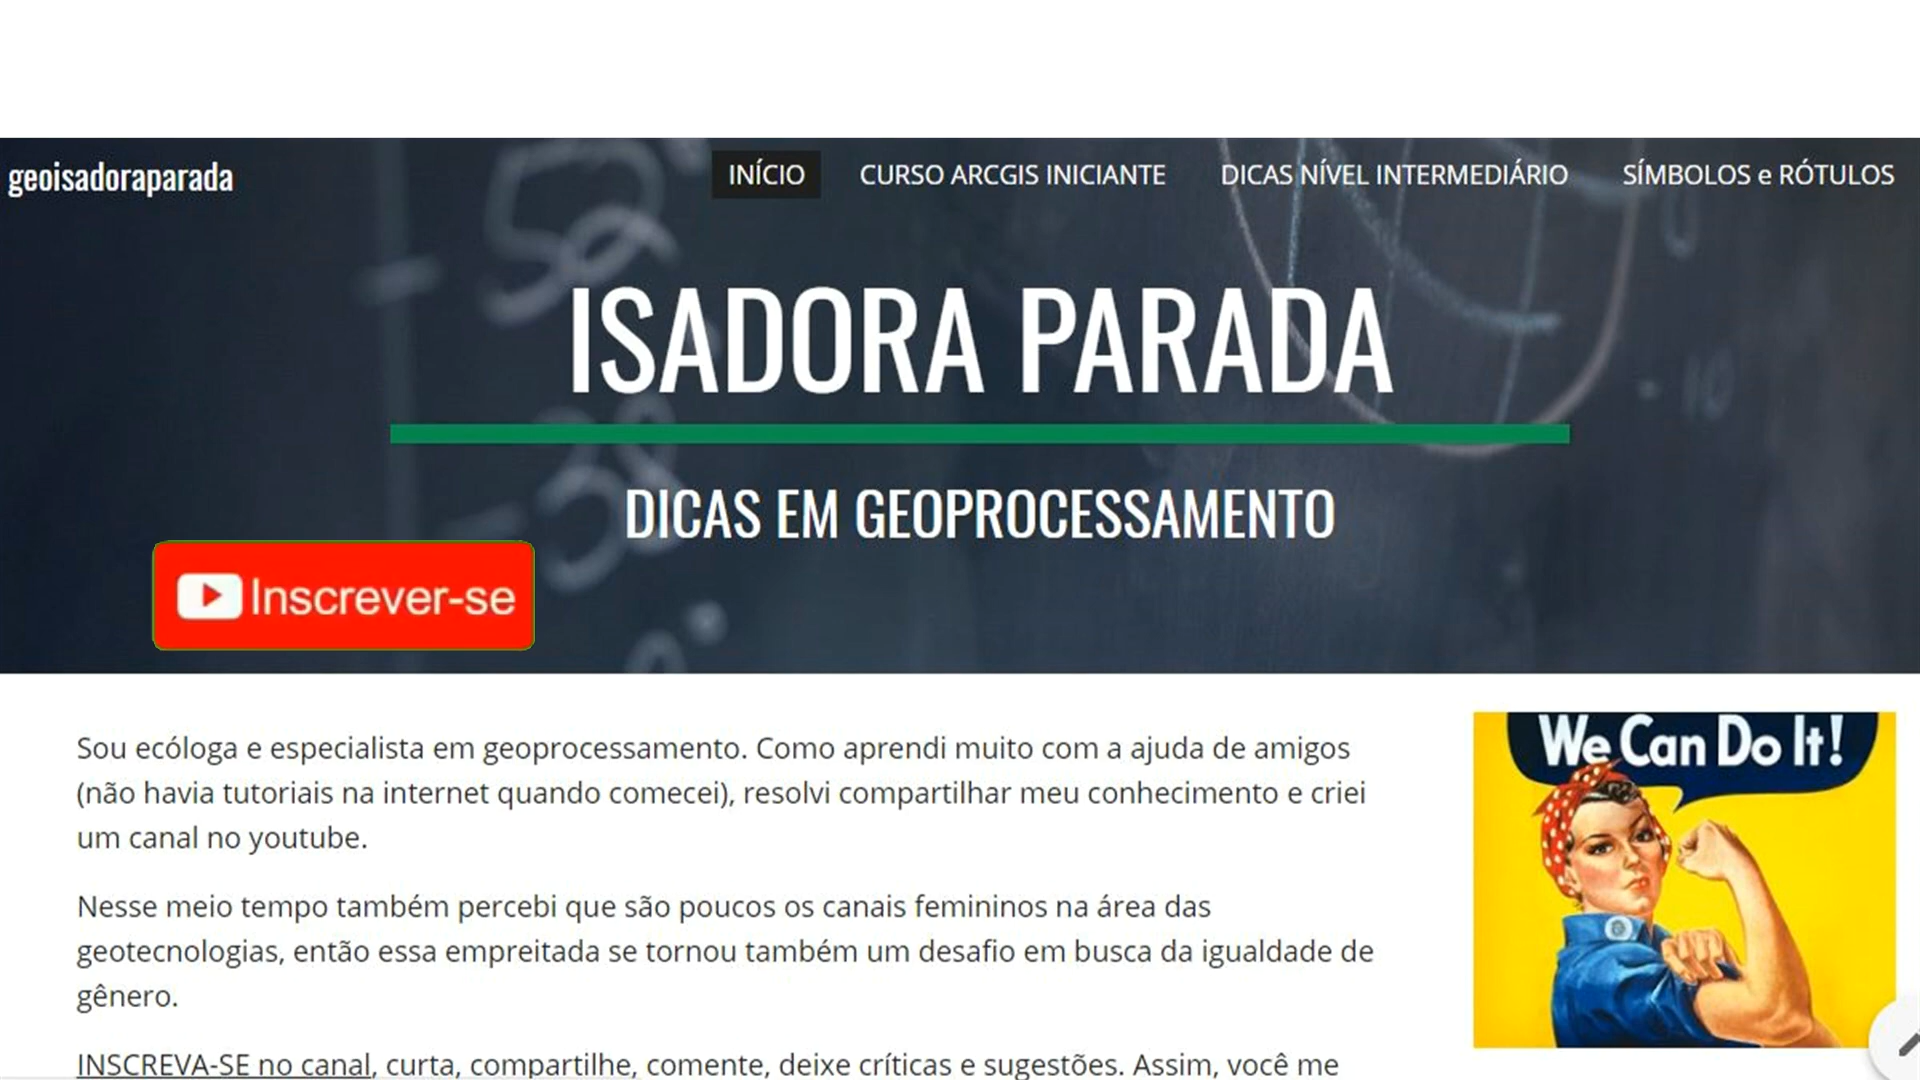 geoisadoraparada
INÍCIO
CURSO ARCGIS INICIANTE
DICAS NÍVEL INTERMEDIÁRIO
SÍMBOLOS e RÓTULOS
ISADORA PARADA
DICAS EM GEOPROCESSAMENTO
Inscrever-se
Sou ecóloga e especialista em geoprocessamento. Como aprendi muito com a ajuda de amigos
(não havia tutoriais na internet quando comecei), resolvi compartilhar meu conhecimento e criei
um canal no youtube.
Nesse meio tempo também percebi que são poucos os canais femininos na área das
geotecnologias, então essa empreitada se tornou também um desafio em busca da igualdade de
gênero.
INSCREVA-SE no canal, curta, compartilhe, comente, deixe críticas e sugestões. Assim, você me
We Can Do It!